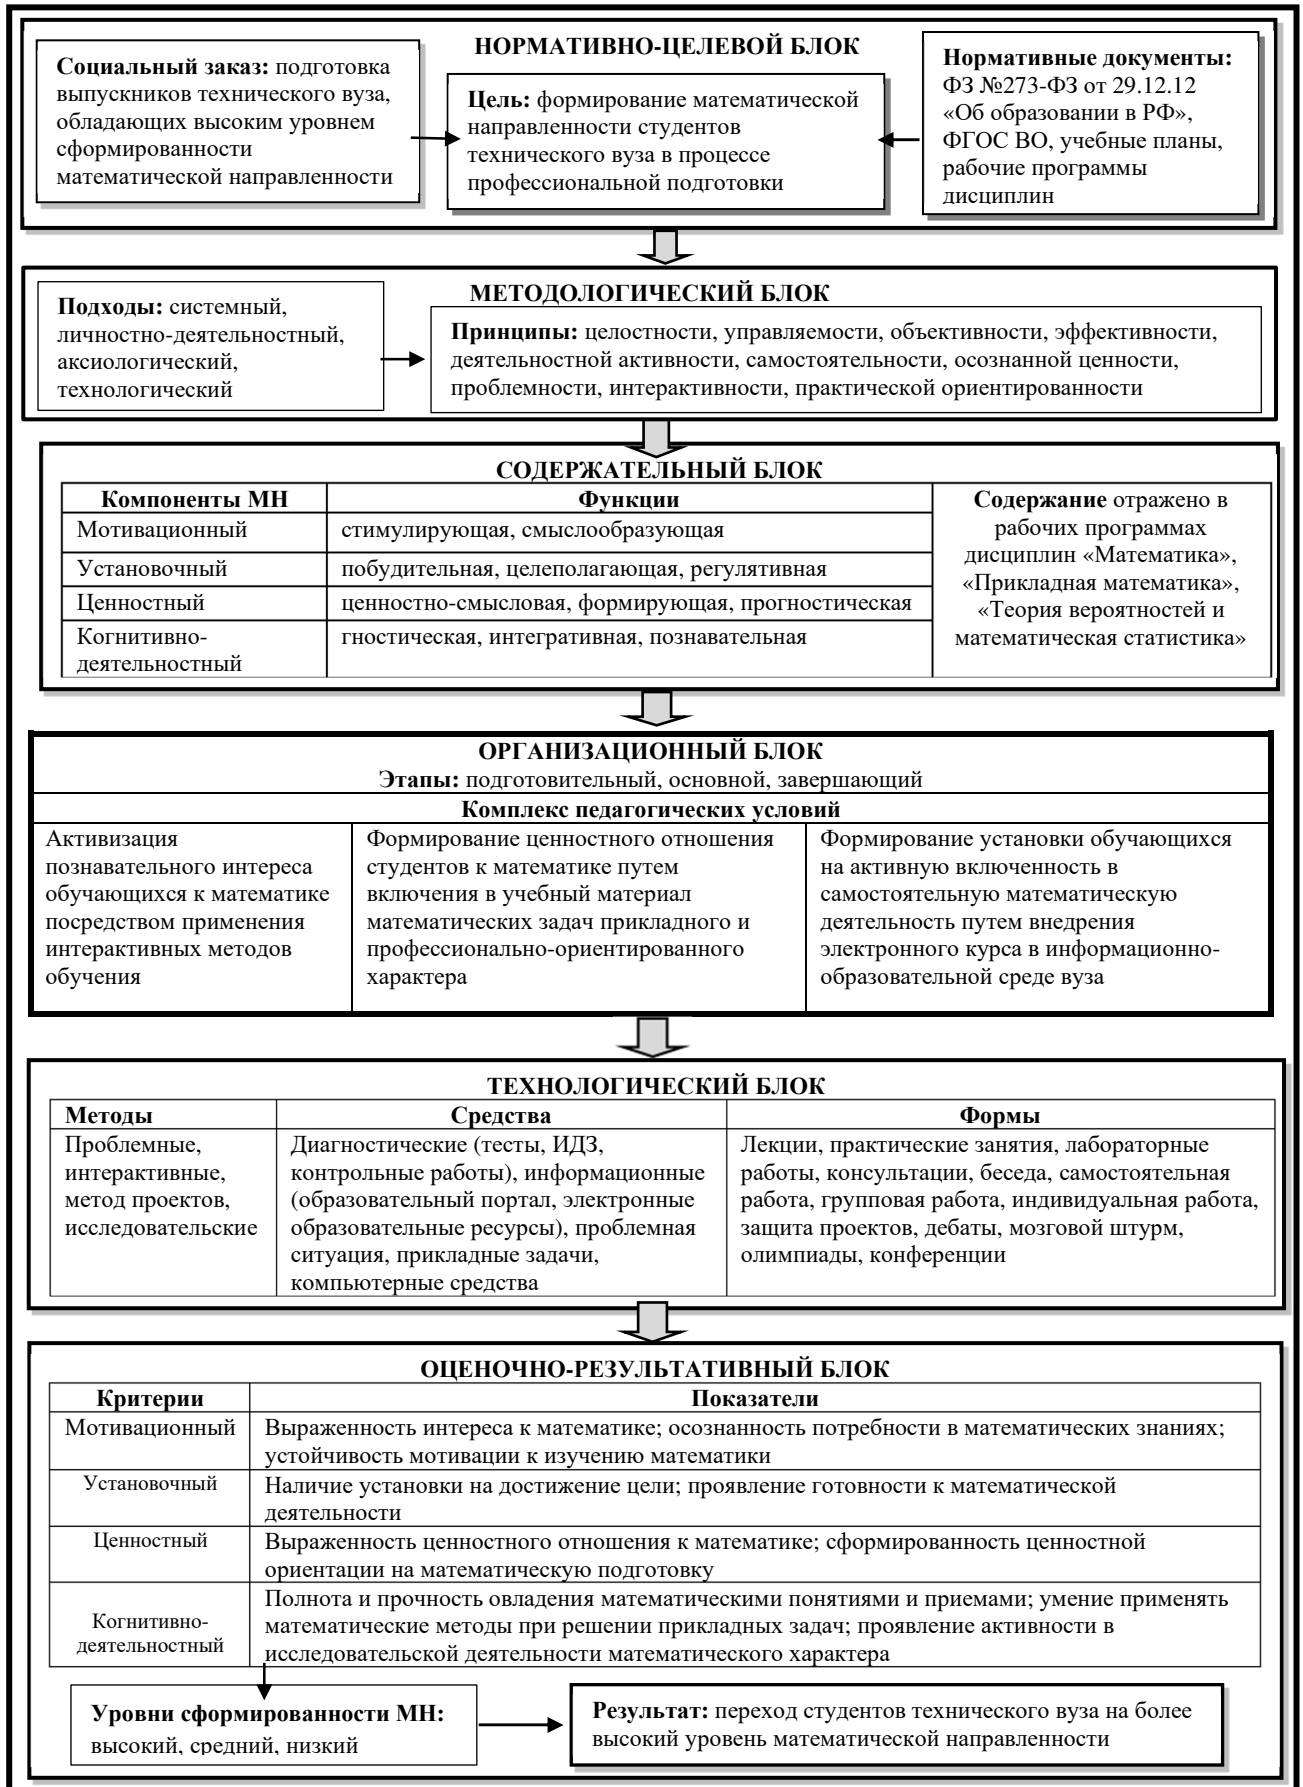 НОРМАТИВНО-ЦЕЛЕВОЙ БЛОК
Социальный заказ: подготовка
выпускников технического вуза,
обладающих высоким уровнем
сформированности
математической направленности
Цель: формирование математической
направленности студентов
технического вуза в процессе
профессиональной подготовки
Нормативные документы:
ФЗ №273-ФЗ от 29.12.12
«Об образовании в РФ»,
ФГОС ВО, учебные планы,
рабочие программы
дисциплин
МЕТОДОЛОГИЧЕСКИЙ БЛОК
Подходы: системный,
личностно-деятельностный,
аксиологический,
технологический
Принципы: целостности, управляемости, объективности, эффективности,
деятельностной активности, самостоятельности, осознанной ценности,
проблемности, интерактивности, практической ориентированности
СОДЕРЖАТЕЛЬНЫЙ БЛОК
Компоненты МН
Функции
Мотивационный
стимулирующая, смыслообразующая
Установочный
побудительная, целеполагающая, регулятивная
Ценностный
ценностно-смысловая, формирующая, прогностическая
Когнитивно-
деятельностный
гностическая, интегративная, познавательная
Содержание отражено в
рабочих программах
дисциплин «Математика»,
«Прикладная математика»,
«Теория вероятностей и
математическая статистика»
ОРГАНИЗАЦИОННЫЙ БЛОК
Этапы: подготовительный, основной, завершающий
Комплекс педагогических условий
Активизация
познавательного интереса
обучающихся к математике
посредством применения
интерактивных методов
обучения
Формирование ценностного отношения
студентов к математике путем
включения в учебный материал
математических задач прикладного и
профессионально-ориентированного
характера
Формирование установки обучающихся
на активную включенность в
самостоятельную математическую
деятельность путем внедрения
электронного курса в информационно-
образовательной среде вуза
ТЕХНОЛОГИЧЕСКИЙ БЛОК
Методы
Средства
Формы
Проблемные,
интерактивные,
метод проектов,
исследовательские
Диагностические (тесты, ИДЗ,
контрольные работы), информационные
(образовательный портал, электронные
образовательные ресурсы), проблемная
ситуация, прикладные задачи,
компьютерные средства
Лекции, практические занятия, лабораторные
работы, консультации, беседа, самостоятельная
работа, групповая работа, индивидуальная работа,
защита проектов, дебаты, мозговой штурм,
олимпиады, конференции
ОЦЕНОЧНО-РЕЗУЛЬТАТИВНЫЙ БЛОК
Критерии
Показатели
Мотивационный
Выраженность интереса к математике; осознанность потребности в математических знаниях;
устойчивость мотивации к изучению математики
Установочный
Наличие установки на достижение цели; проявление готовности к математической
деятельности
Ценностный
Выраженность ценностного отношения к математике; сформированность ценностной
ориентации на математическую подготовку
Когнитивно-
деятельностный
Полнота и прочность овладения математическими понятиями и приемами; умение применять
математические методы при решении прикладных задач; проявление активности в
исследовательской деятельности математического характера
Уровни сформированности МН:
высокий, средний, низкий
Результат: переход студентов технического вуза на более
высокий уровень математической направленности